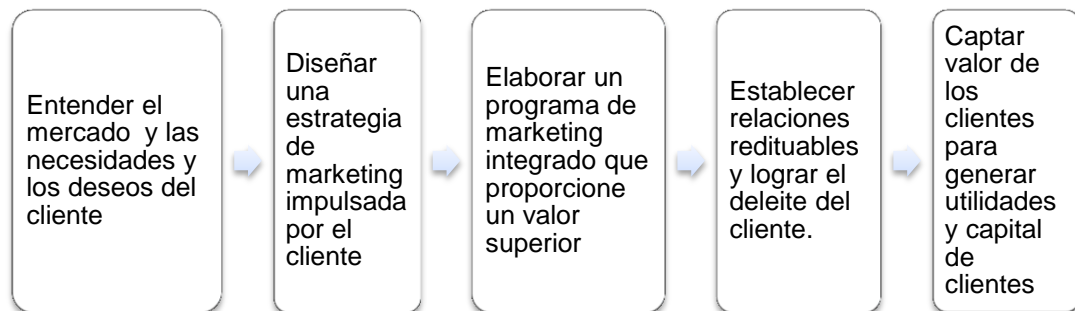 Entender el
mercado y las
necesidades y
los deseos del
cliente
Diseñar
una
estrategia
de
marketing
impulsada
por el
cliente
Elaborar un
programa de
marketing
integrado que
proporcione
un valor
superior
Establecer
relaciones
redituables
y lograr el
deleite del
cliente.
Captar
valor de
los
clientes
para
generar
utilidades
y capital
de
clientes